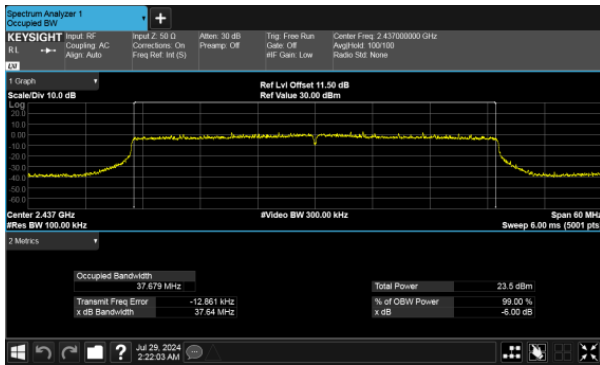 Spectrum Analyzer 1
Occupied BW
KEYSIGHT Input: RF Input Z: 50 Ω Atten: 30 dB Trig: Free Run Center Freq: 2.437000000 GHz
R L Coupling: AC Corrections: On Preamp: Off Gate: Off Avg|Hold: 100/100
Align: Auto Freq Ref: Int (S) #IF Gain: Low Radio Std: None
1 Graph
Ref Lvl Offset 11.50 dB
Scale/Div 10.0 dB Ref Value 30.00 dBm
Log
20.0
10.0
0.00
-10.0
-20.0
-30.0
-40.0
-50.0
-60.0
Center 2.437 GHz #Video BW 300.00 kHz Span 60 MHz
#Res BW 100.00 kHz Sweep 6.00 ms (5001 pts)
2 Metrics
Occupied Bandwidth
37.679 MHz Total Power 23.5 dBm
Transmit Freq Error -12.861 kHz % of OBW Power 99.00 %
x dB Bandwidth 37.64 MHz x dB -6.00 dB
Jul 29, 2024
2:22:03 AM